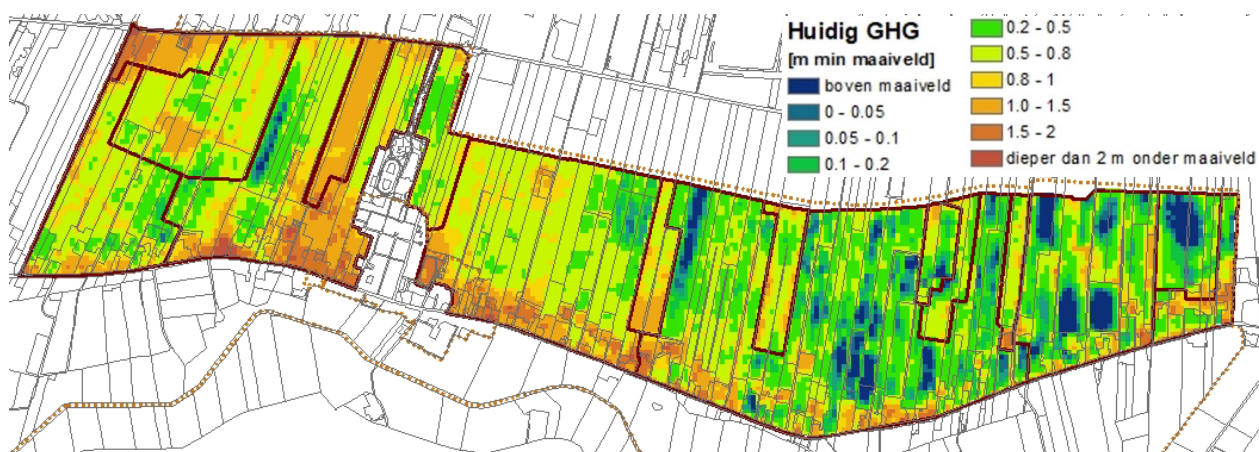 Huidig GHG
[m min maaiveld]
boven maaiveld
0 - 0.05
0.05 - 0.1
0.1 - 0.2
0.2 - 0.5
0.5 - 0.8
0.8 - 1
1.0 - 1.5
1.5 - 2
dieper dan 2 m onder maaiveld